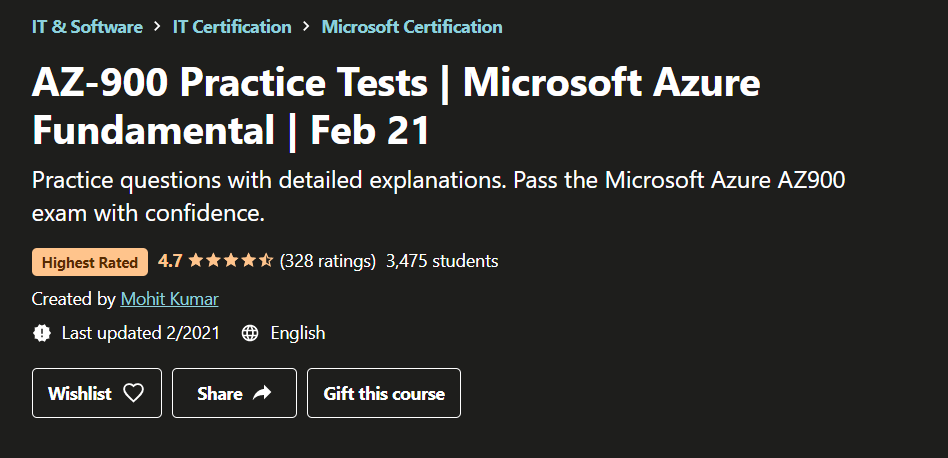 IT & Software > IT Certification > Microsoft Certification
AZ-900 Practice Tests | Microsoft Azure
Fundamental | Feb 21
Practice questions with detailed explanations. Pass the Microsoft Azure AZ900
exam with confidence.
Highest Rated 4.7 (328 ratings) 3,475 students
Created by Mohit Kumar
Last updated 2/2021 English
Wishlist Share Gift this course